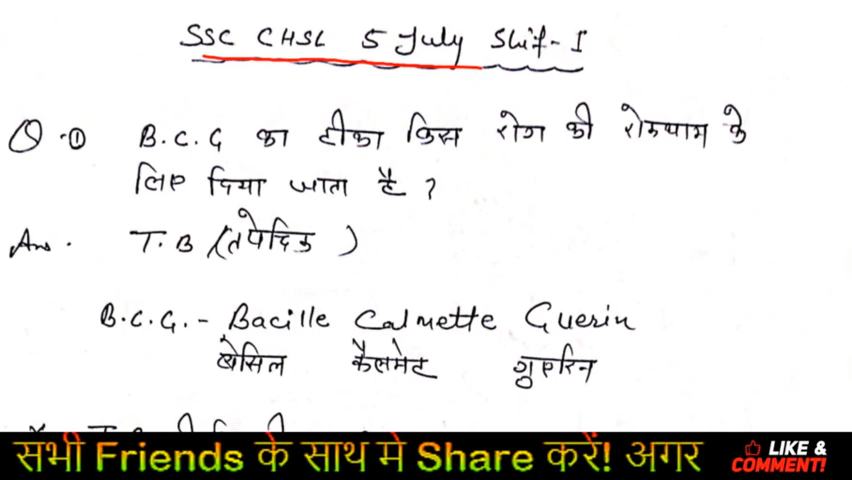 SSC CHSL 5 July Shif-I
Q.① B.C.G का टीका किस रोग की रोकथाम के
लिए दिया जाता है ?
Ans. T.B (तपेदिक)
B.C.G. - Bacille Calmette Guerin
बेसिल कैलमेट गुएरिन
सभी Friends के साथ मे Share करें! अगर
LIKE &
COMMENT!